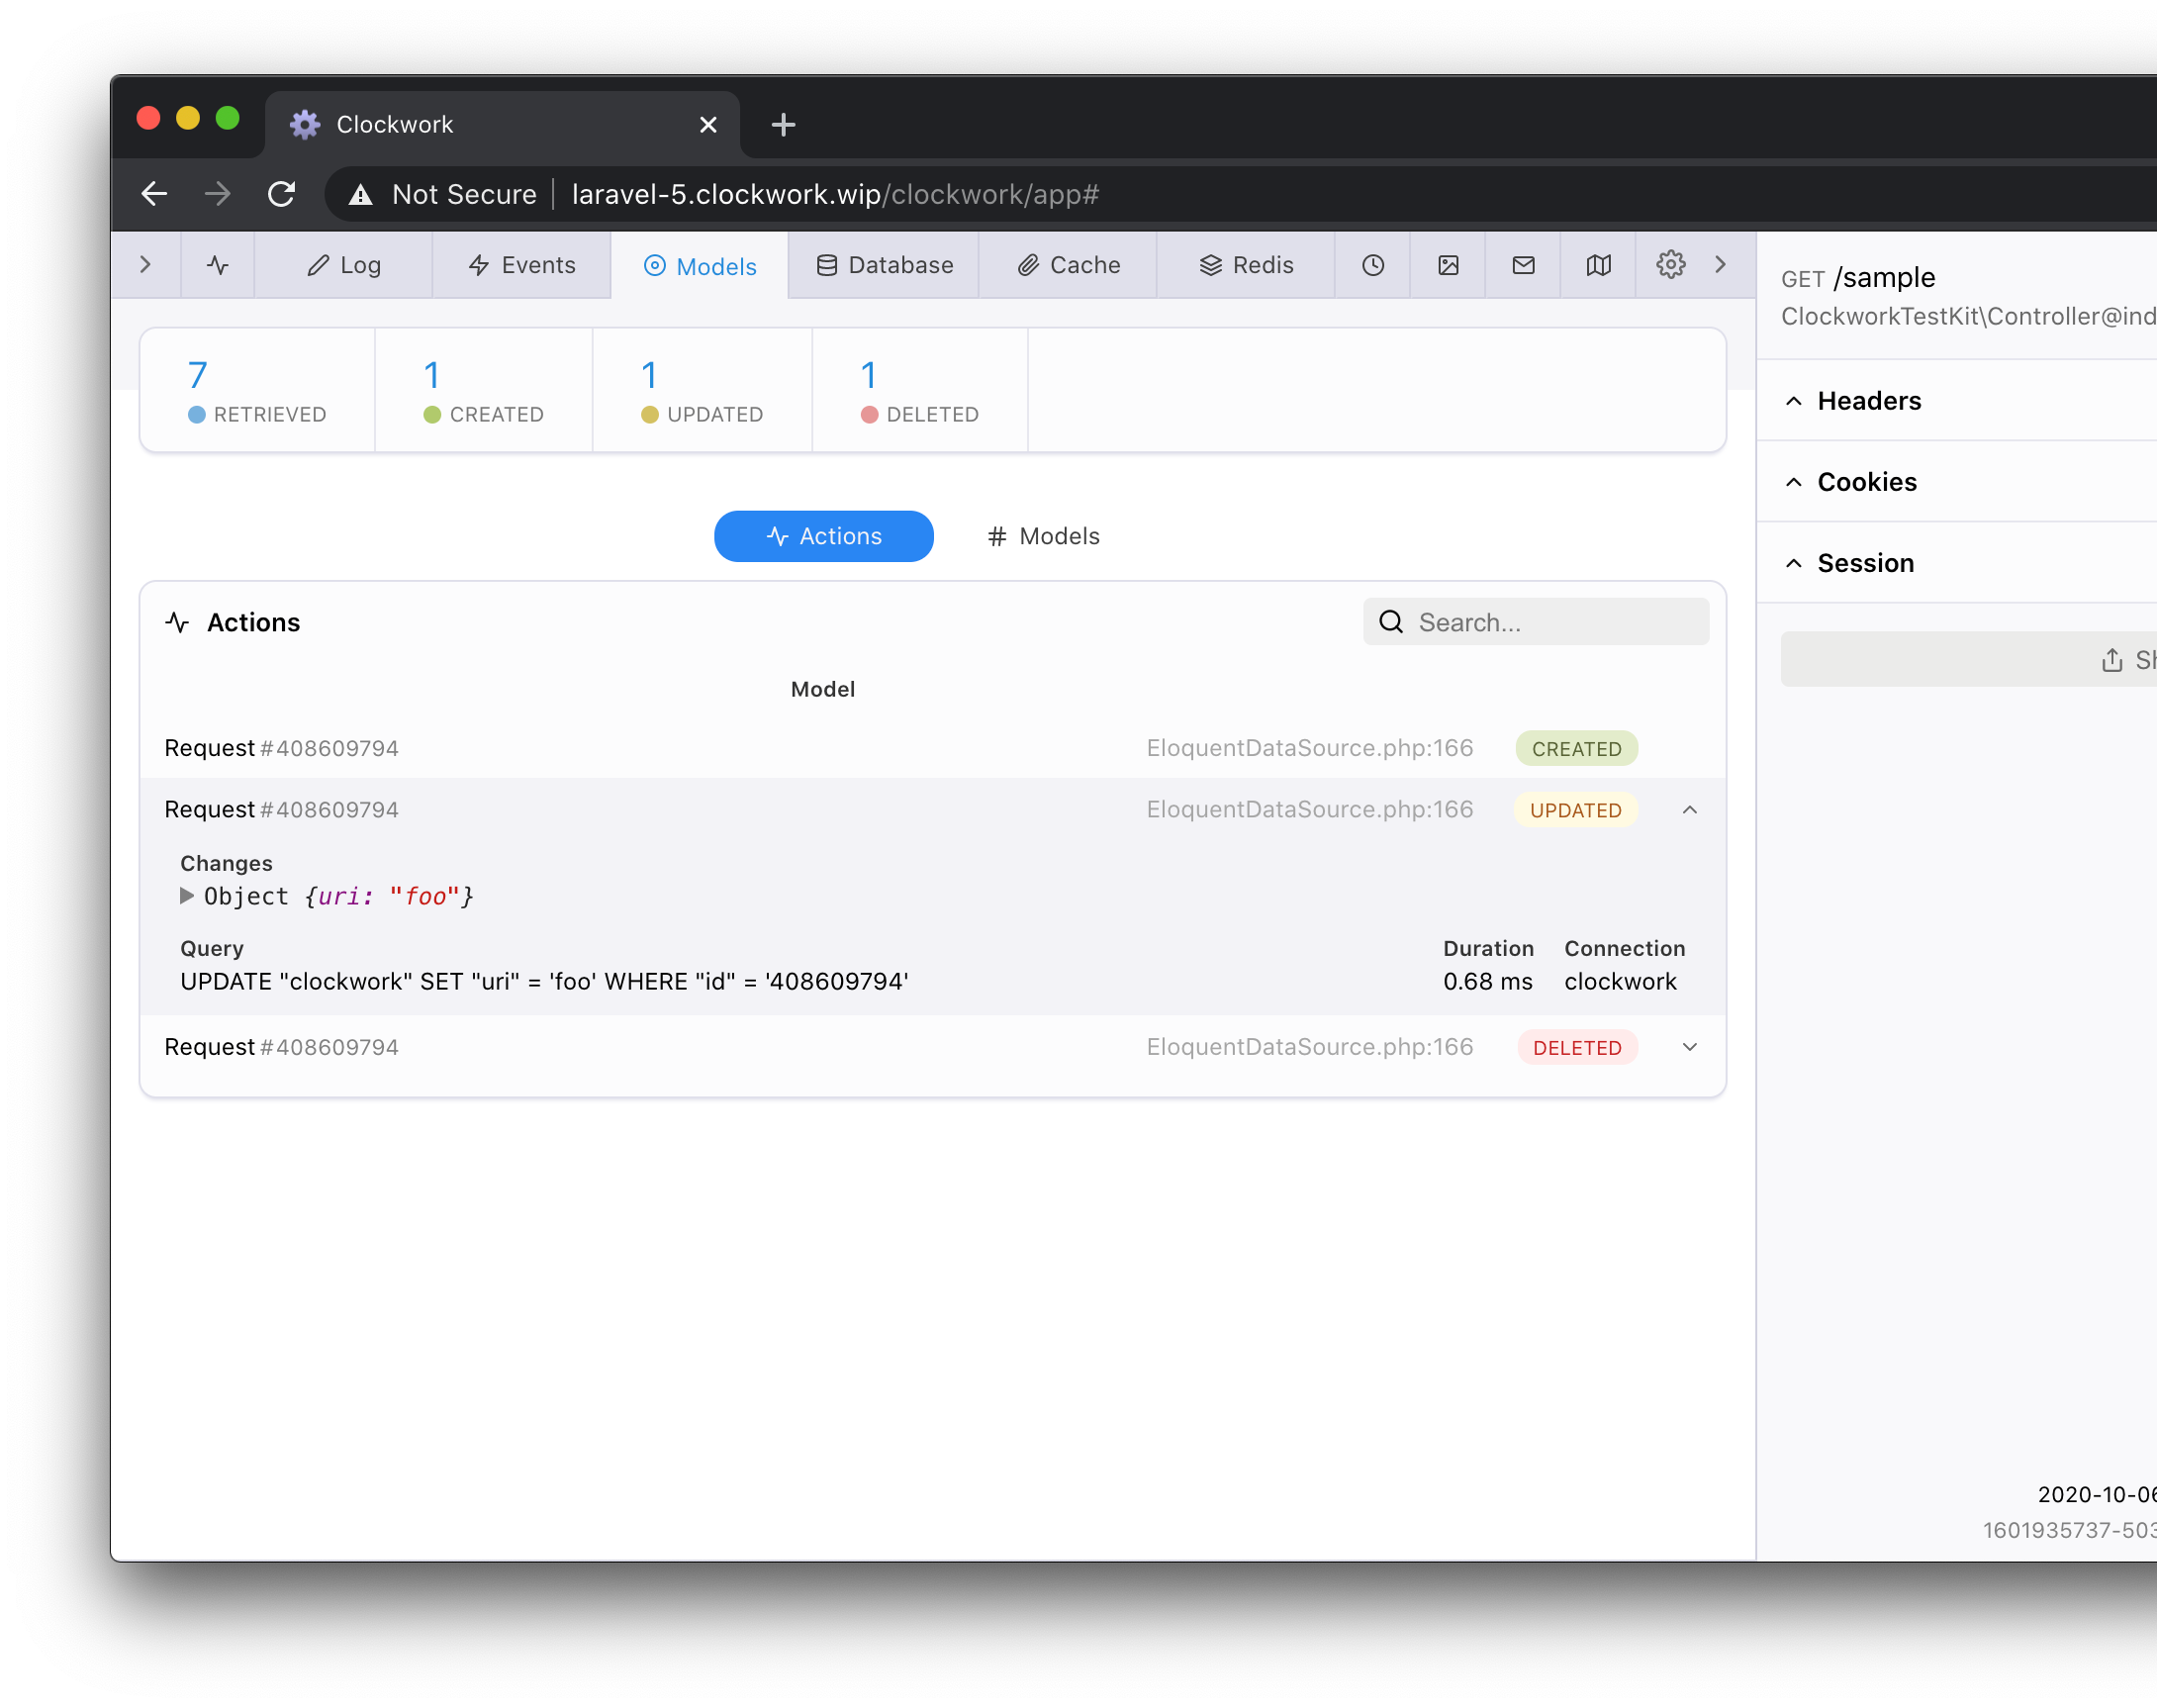 Clockwork
Not Secure laravel-5.clockwork.wip/clockwork/app#
Log Events Models Database Cache Redis
GET /sample
ClockworkTestKit\Controller@ind
7 1 1 1
RETRIEVED CREATED UPDATED DELETED
Headers
Cookies
Session
Actions # Models
Actions Search...
Sh
Model
Request #408609794 EloquentDataSource.php:166 CREATED
Request #408609794 EloquentDataSource.php:166 UPDATED
Changes
Object {uri: "foo"}
Query Duration Connection
UPDATE "clockwork" SET "uri" = 'foo' WHERE "id" = '408609794' 0.68 ms clockwork
Request #408609794 EloquentDataSource.php:166 DELETED
2020-10-06
1601935737-503